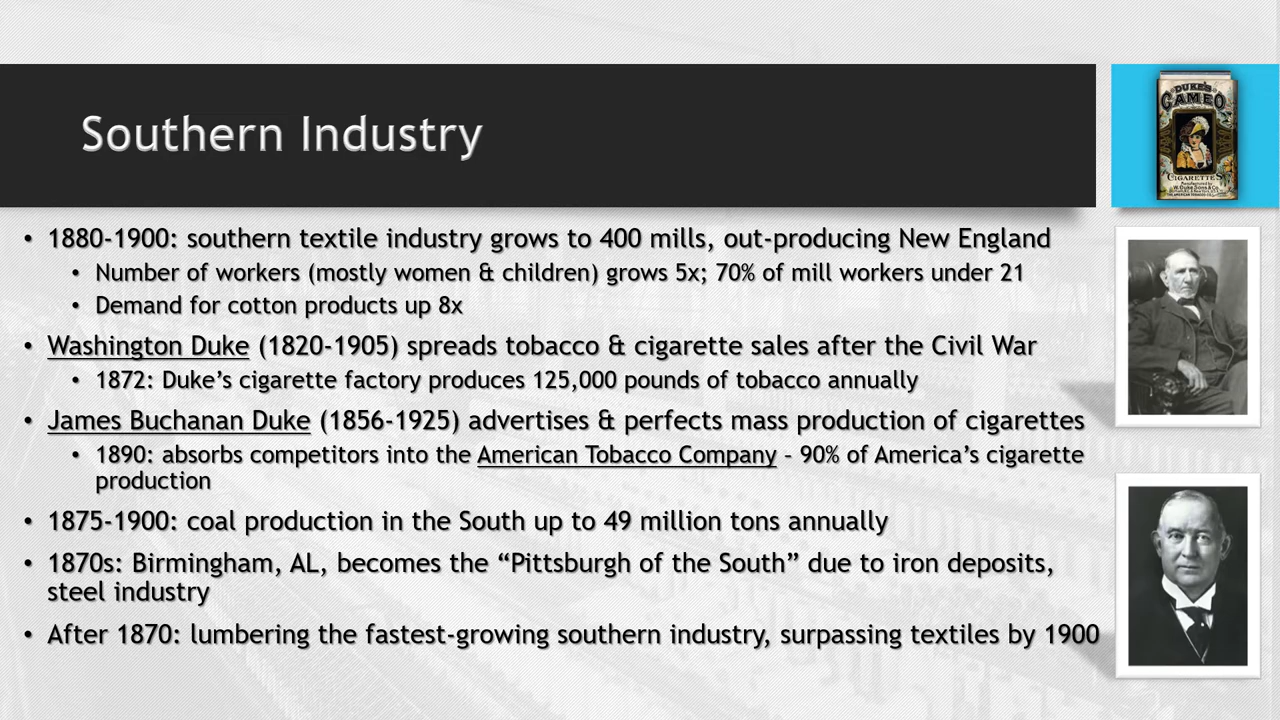 Southern Industry
DUKE'S
CAMEO
CIGARETTES
Manufactured by
W. Duke Sons & Co.
• 1880-1900: southern textile industry grows to 400 mills, out-producing New England
• Number of workers (mostly women & children) grows 5x; 70% of mill workers under 21
• Demand for cotton products up 8x
• Washington Duke (1820-1905) spreads tobacco & cigarette sales after the Civil War
• 1872: Duke’s cigarette factory produces 125,000 pounds of tobacco annually
• James Buchanan Duke (1856-1925) advertises & perfects mass production of cigarettes
• 1890: absorbs competitors into the American Tobacco Company – 90% of America’s cigarette
production
• 1875-1900: coal production in the South up to 49 million tons annually
• 1870s: Birmingham, AL, becomes the “Pittsburgh of the South” due to iron deposits,
steel industry
• After 1870: lumbering the fastest-growing southern industry, surpassing textiles by 1900